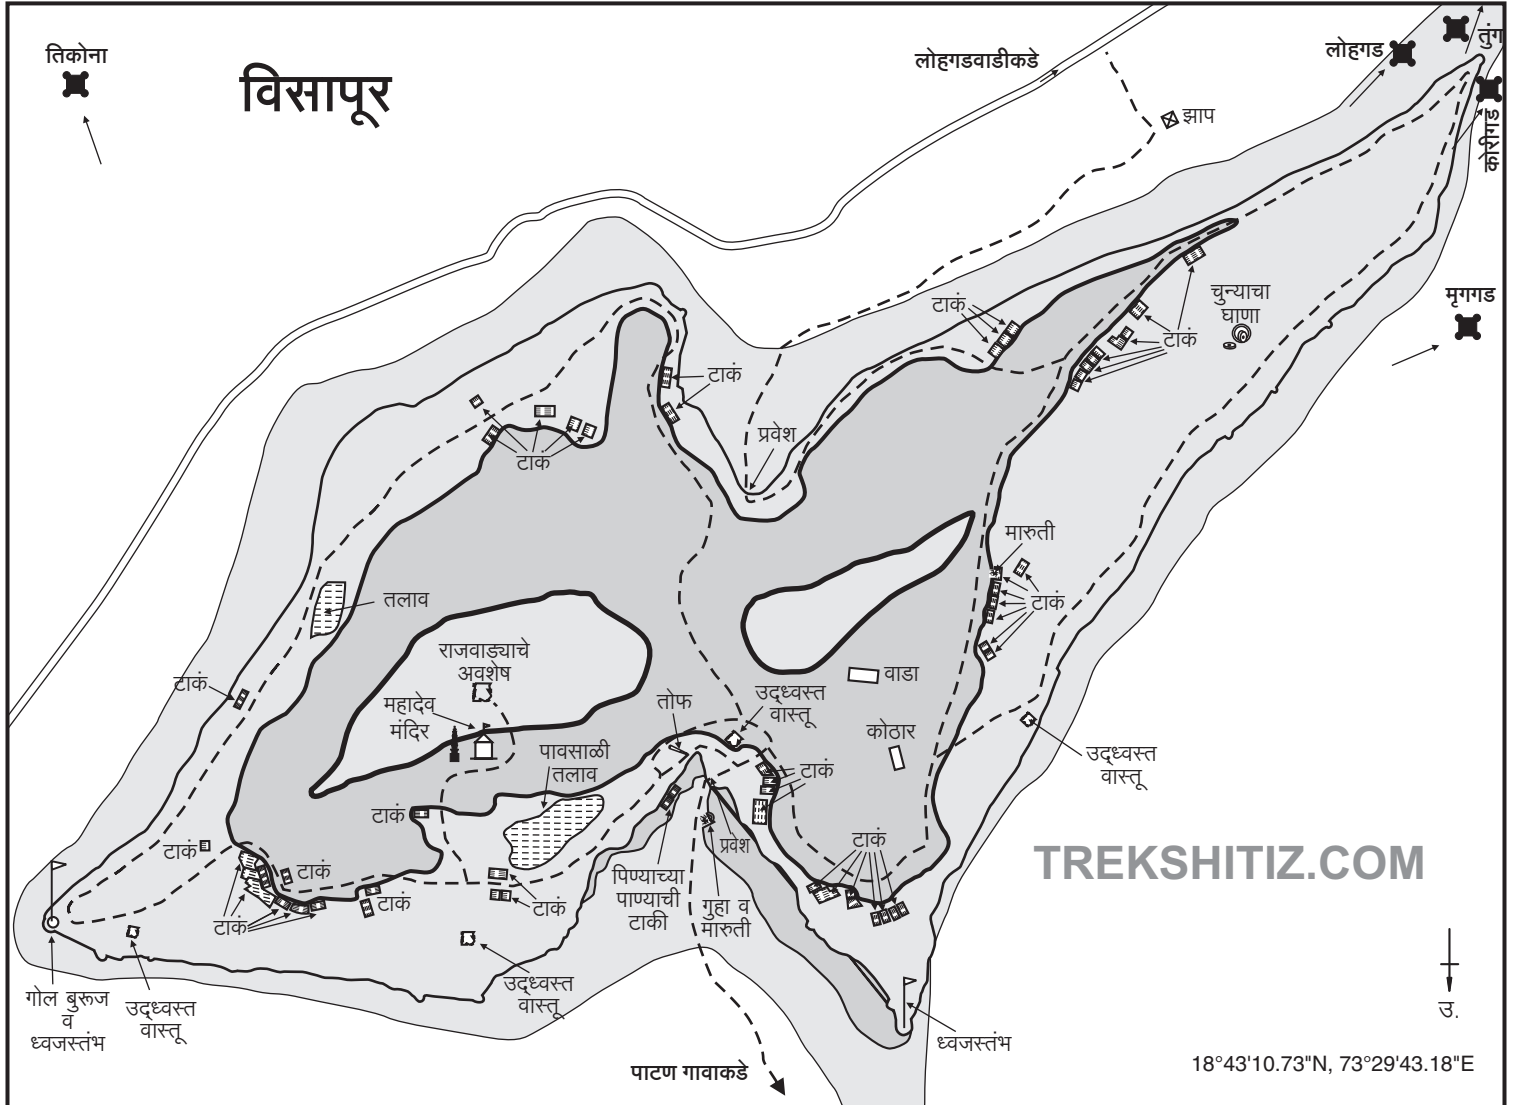 तिकोना
विसापूर
लोहगडवाडीकडे
लोहगड
तुंग
कोरीगड
झाप
मृगगड
टाकं
चुन्याचा
घाणा
टाकं
टाकं
प्रवेश
टाकं
मारुती
टाकं
तलाव
राजवाड्याचे
अवशेष
टाकं
महादेव
मंदिर
तोफ
उद्ध्वस्त
वास्तू
वाडा
कोठार
पावसाळी
तलाव
उद्ध्वस्त
वास्तू
टाकं
टाकं
टाकं
प्रवेश
टाकं
टाकं
TREKSHITIZ.COM
पिण्याच्या
पाण्याची
टाकी
टाकं
टाकं
गुहा व
मारुती
टाकं
उद्ध्वस्त
वास्तू
गोल बुरूज
व
ध्वजस्तंभ
उद्ध्वस्त
वास्तू
ध्वजस्तंभ
उ.
पाटण गावाकडे
18°43'10.73"N, 73°29'43.18"E